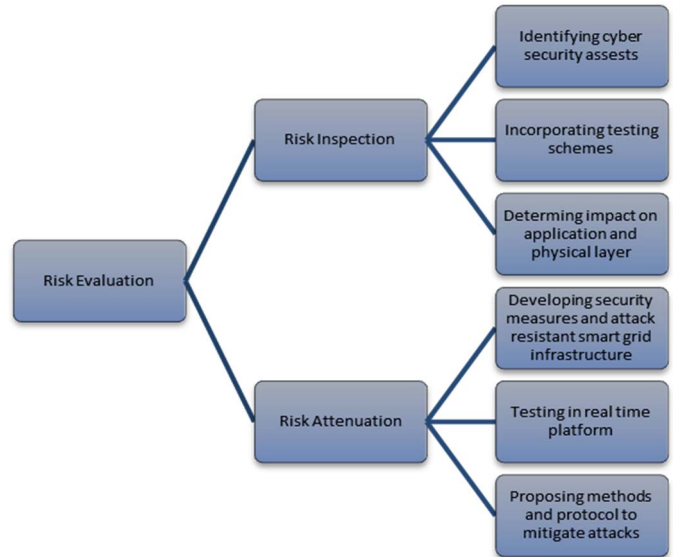 Identifying cyber
security assests
Risk Inspection
Incorporating testing
schemes
Determing impact on
application and
physical layer
Risk Evaluation
Developing security
measures and attack
resistant smart grid
infrastructure
Risk Attenuation
Testing in real time
platform
Proposing methods
and protocol to
mitigate attacks